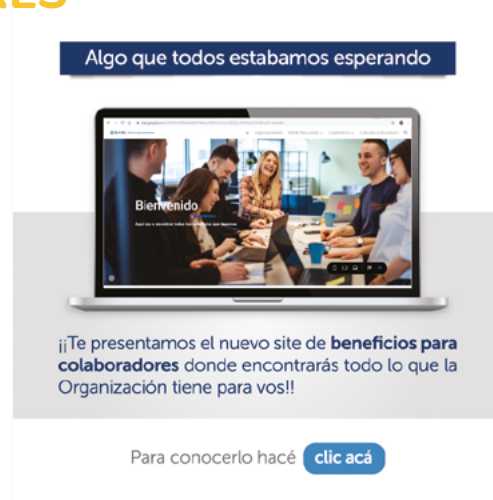 Algo que todos estabamos esperando
Bienvenido
¡¡Te presentamos el nuevo site de beneficios para
colaboradores donde encontrarás todo lo que la
Organización tiene para vos!!
Para conocerlo hacé clic acá